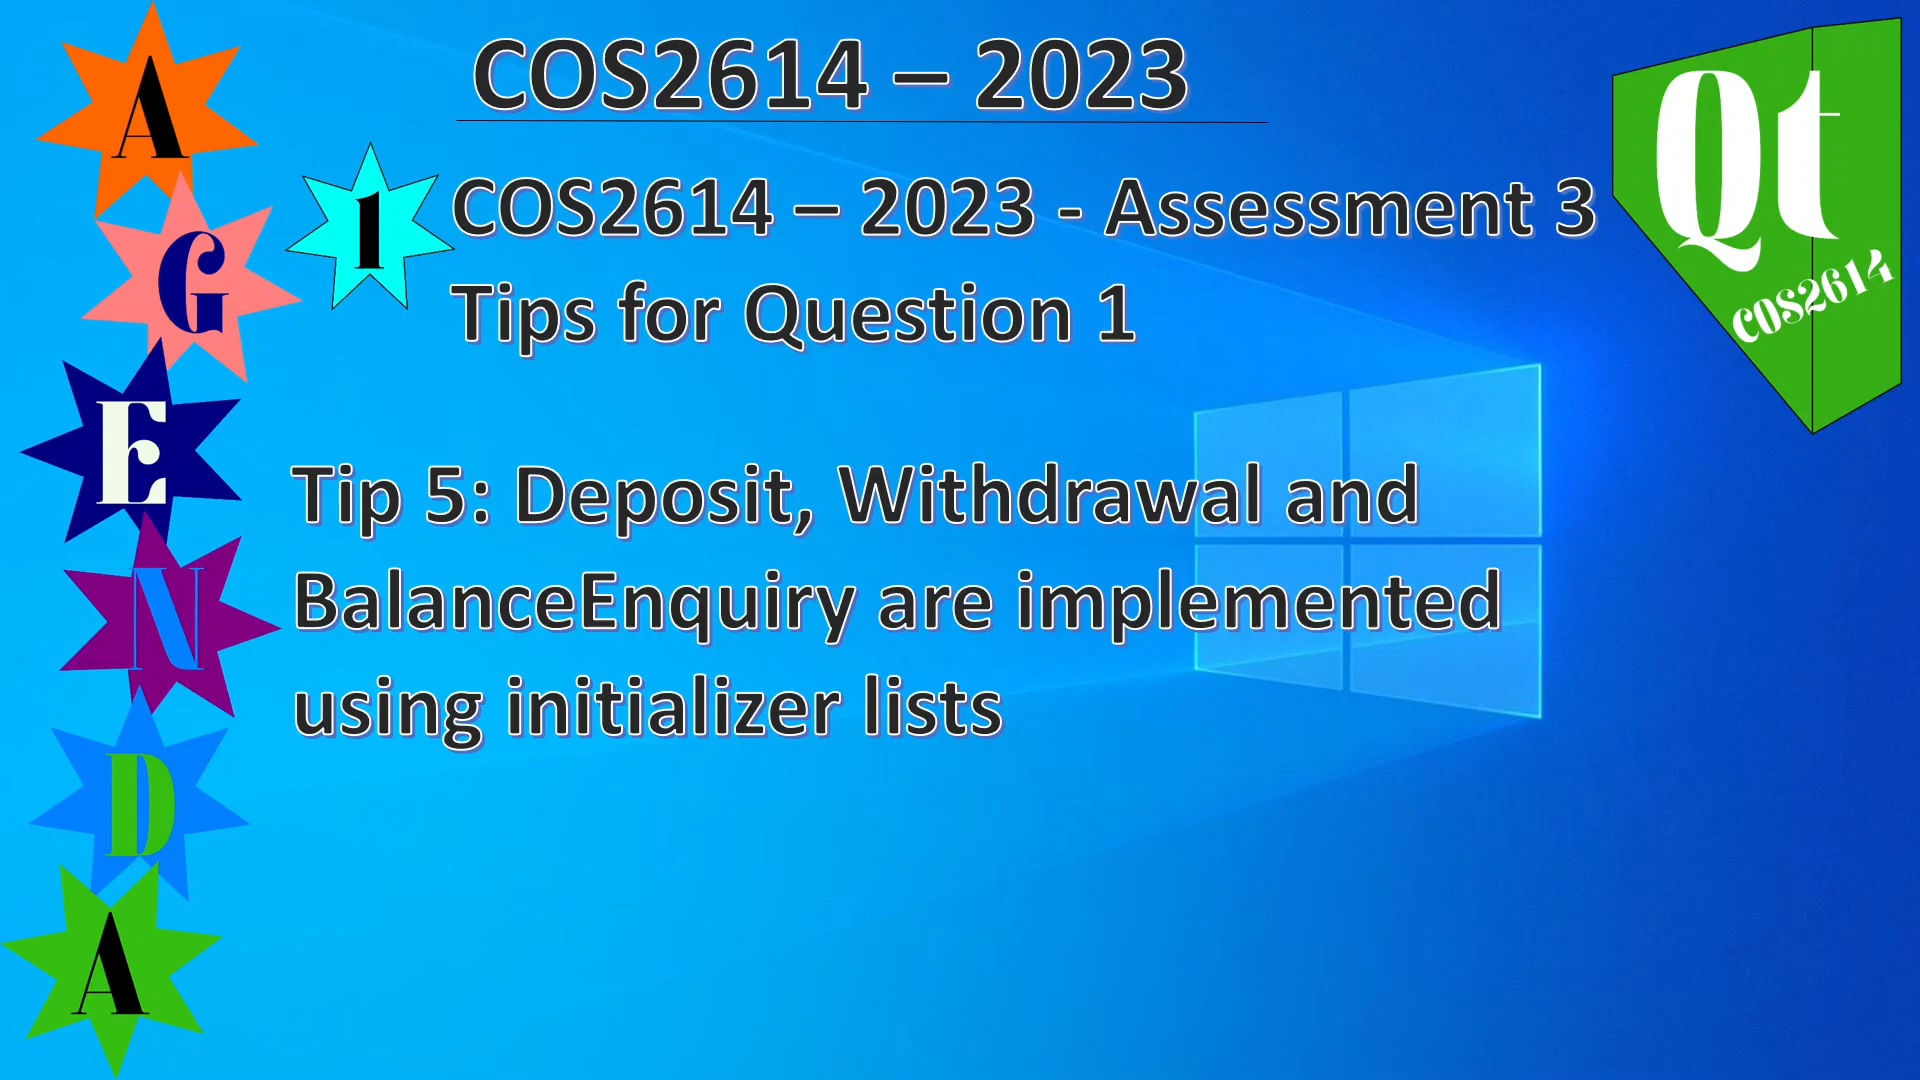 COS2614 – 2023
COS2614 – 2023 - Assessment 3
Tips for Question 1
Tip 5: Deposit, Withdrawal and
BalanceEnquiry are implemented
using initializer lists
A
G
E
N
D
A
1
Qt
COS2614